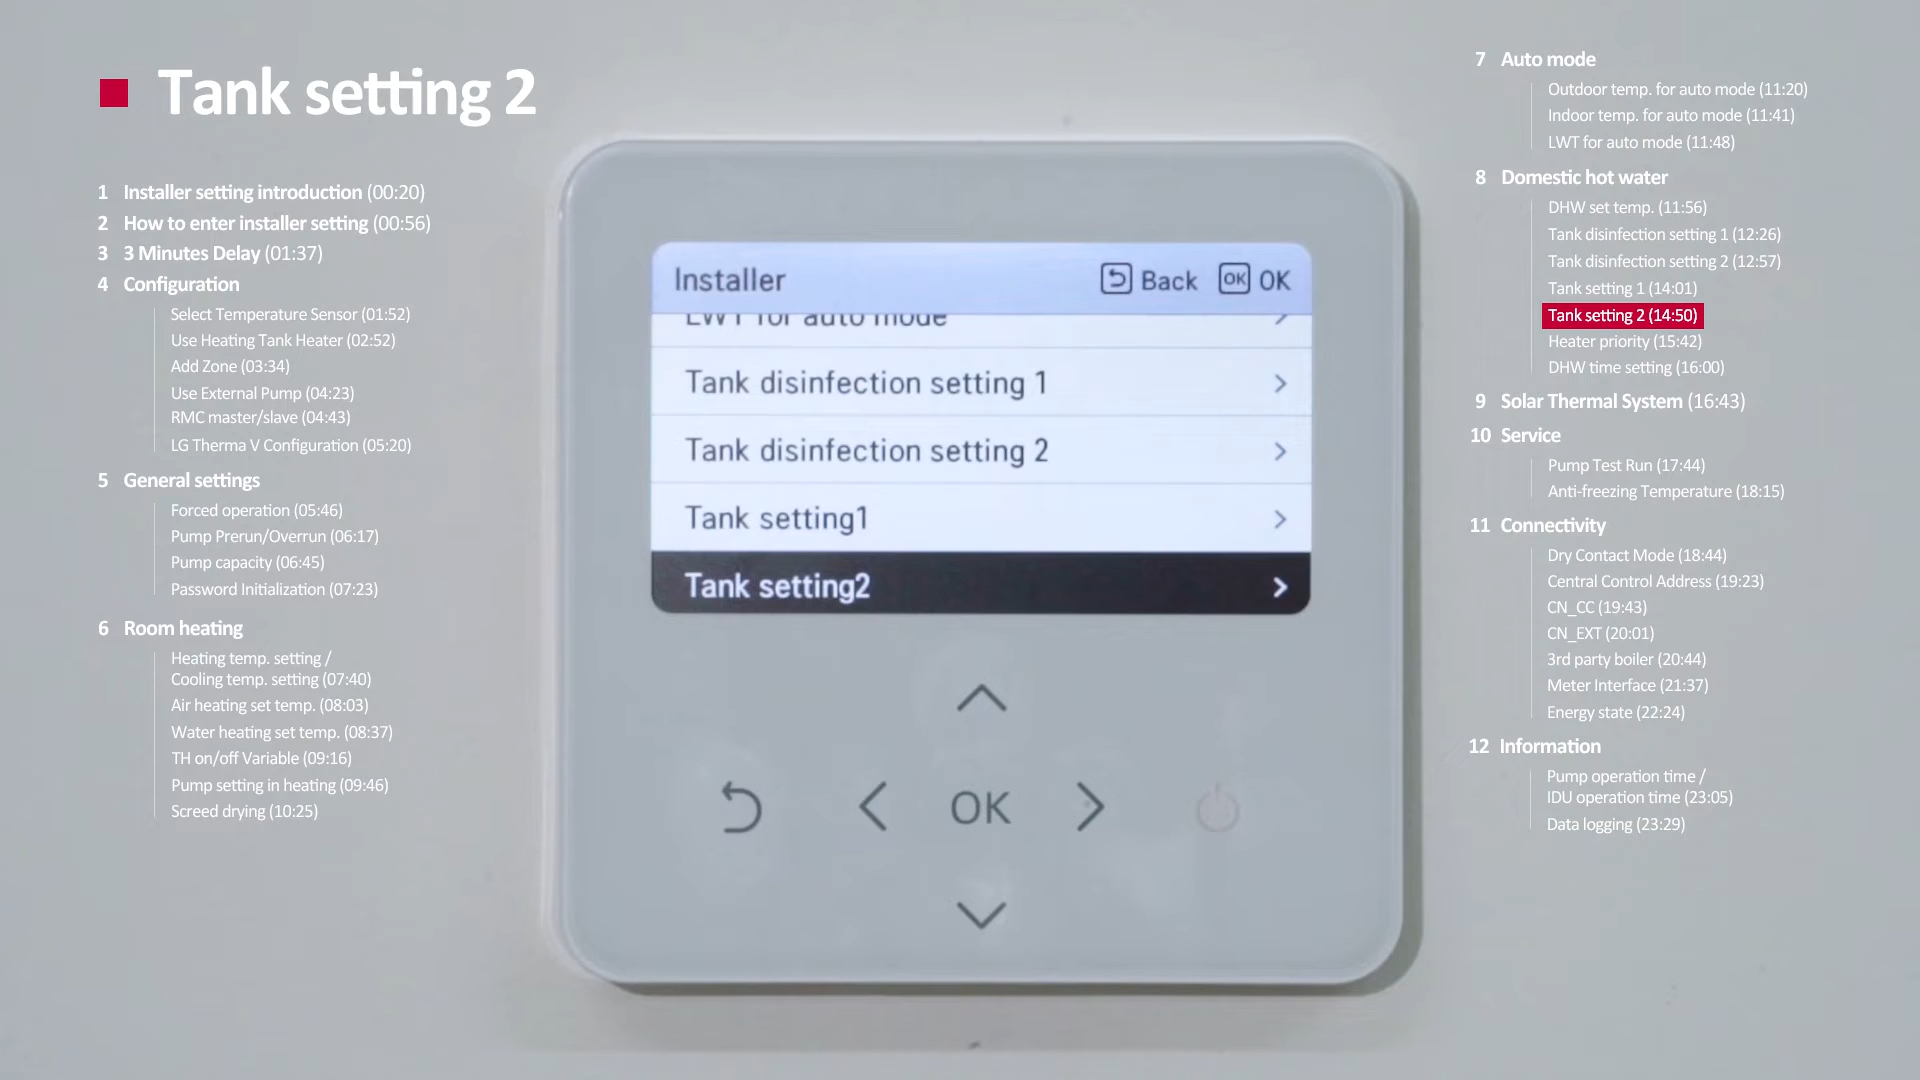 Tank setting 2
1 Installer setting introduction (00:20)
2 How to enter installer setting (00:56)
3 3 Minutes Delay (01:37)
4 Configuration
Select Temperature Sensor (01:52)
Use Heating Tank Heater (02:52)
Add Zone (03:34)
Use External Pump (04:23)
RMC master/slave (04:43)
LG Therma V Configuration (05:20)
5 General settings
Forced operation (05:46)
Pump Prerun/Overrun (06:17)
Pump capacity (06:45)
Password Initialization (07:23)
6 Room heating
Heating temp. setting /
Cooling temp. setting (07:40)
Air heating set temp. (08:03)
Water heating set temp. (08:37)
TH on/off Variable (09:16)
Pump setting in heating (09:46)
Screed drying (10:25)
Installer Back OK OK
LWT for auto mode
Tank disinfection setting 1
Tank disinfection setting 2
Tank setting1
Tank setting2
OK
7 Auto mode
Outdoor temp. for auto mode (11:20)
Indoor temp. for auto mode (11:41)
LWT for auto mode (11:48)
8 Domestic hot water
DHW set temp. (11:56)
Tank disinfection setting 1 (12:26)
Tank disinfection setting 2 (12:57)
Tank setting 1 (14:01)
Tank setting 2 (14:50)
Heater priority (15:42)
DHW time setting (16:00)
9 Solar Thermal System (16:43)
10 Service
Pump Test Run (17:44)
Anti-freezing Temperature (18:15)
11 Connectivity
Dry Contact Mode (18:44)
Central Control Address (19:23)
CN_CC (19:43)
CN_EXT (20:01)
3rd party boiler (20:44)
Meter Interface (21:37)
Energy state (22:24)
12 Information
Pump operation time /
IDU operation time (23:05)
Data logging (23:29)